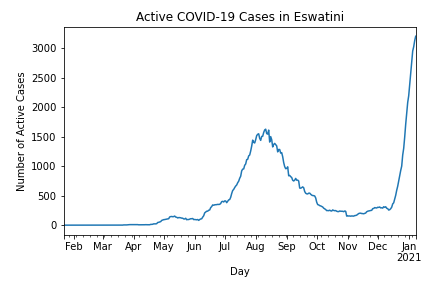 Active COVID-19 Cases in Eswatini
Number of Active Cases
3000
2500
2000
1500
1000
500
0
Feb Mar Apr May Jun Jul Aug Sep Oct Nov Dec Jan
2021
Day